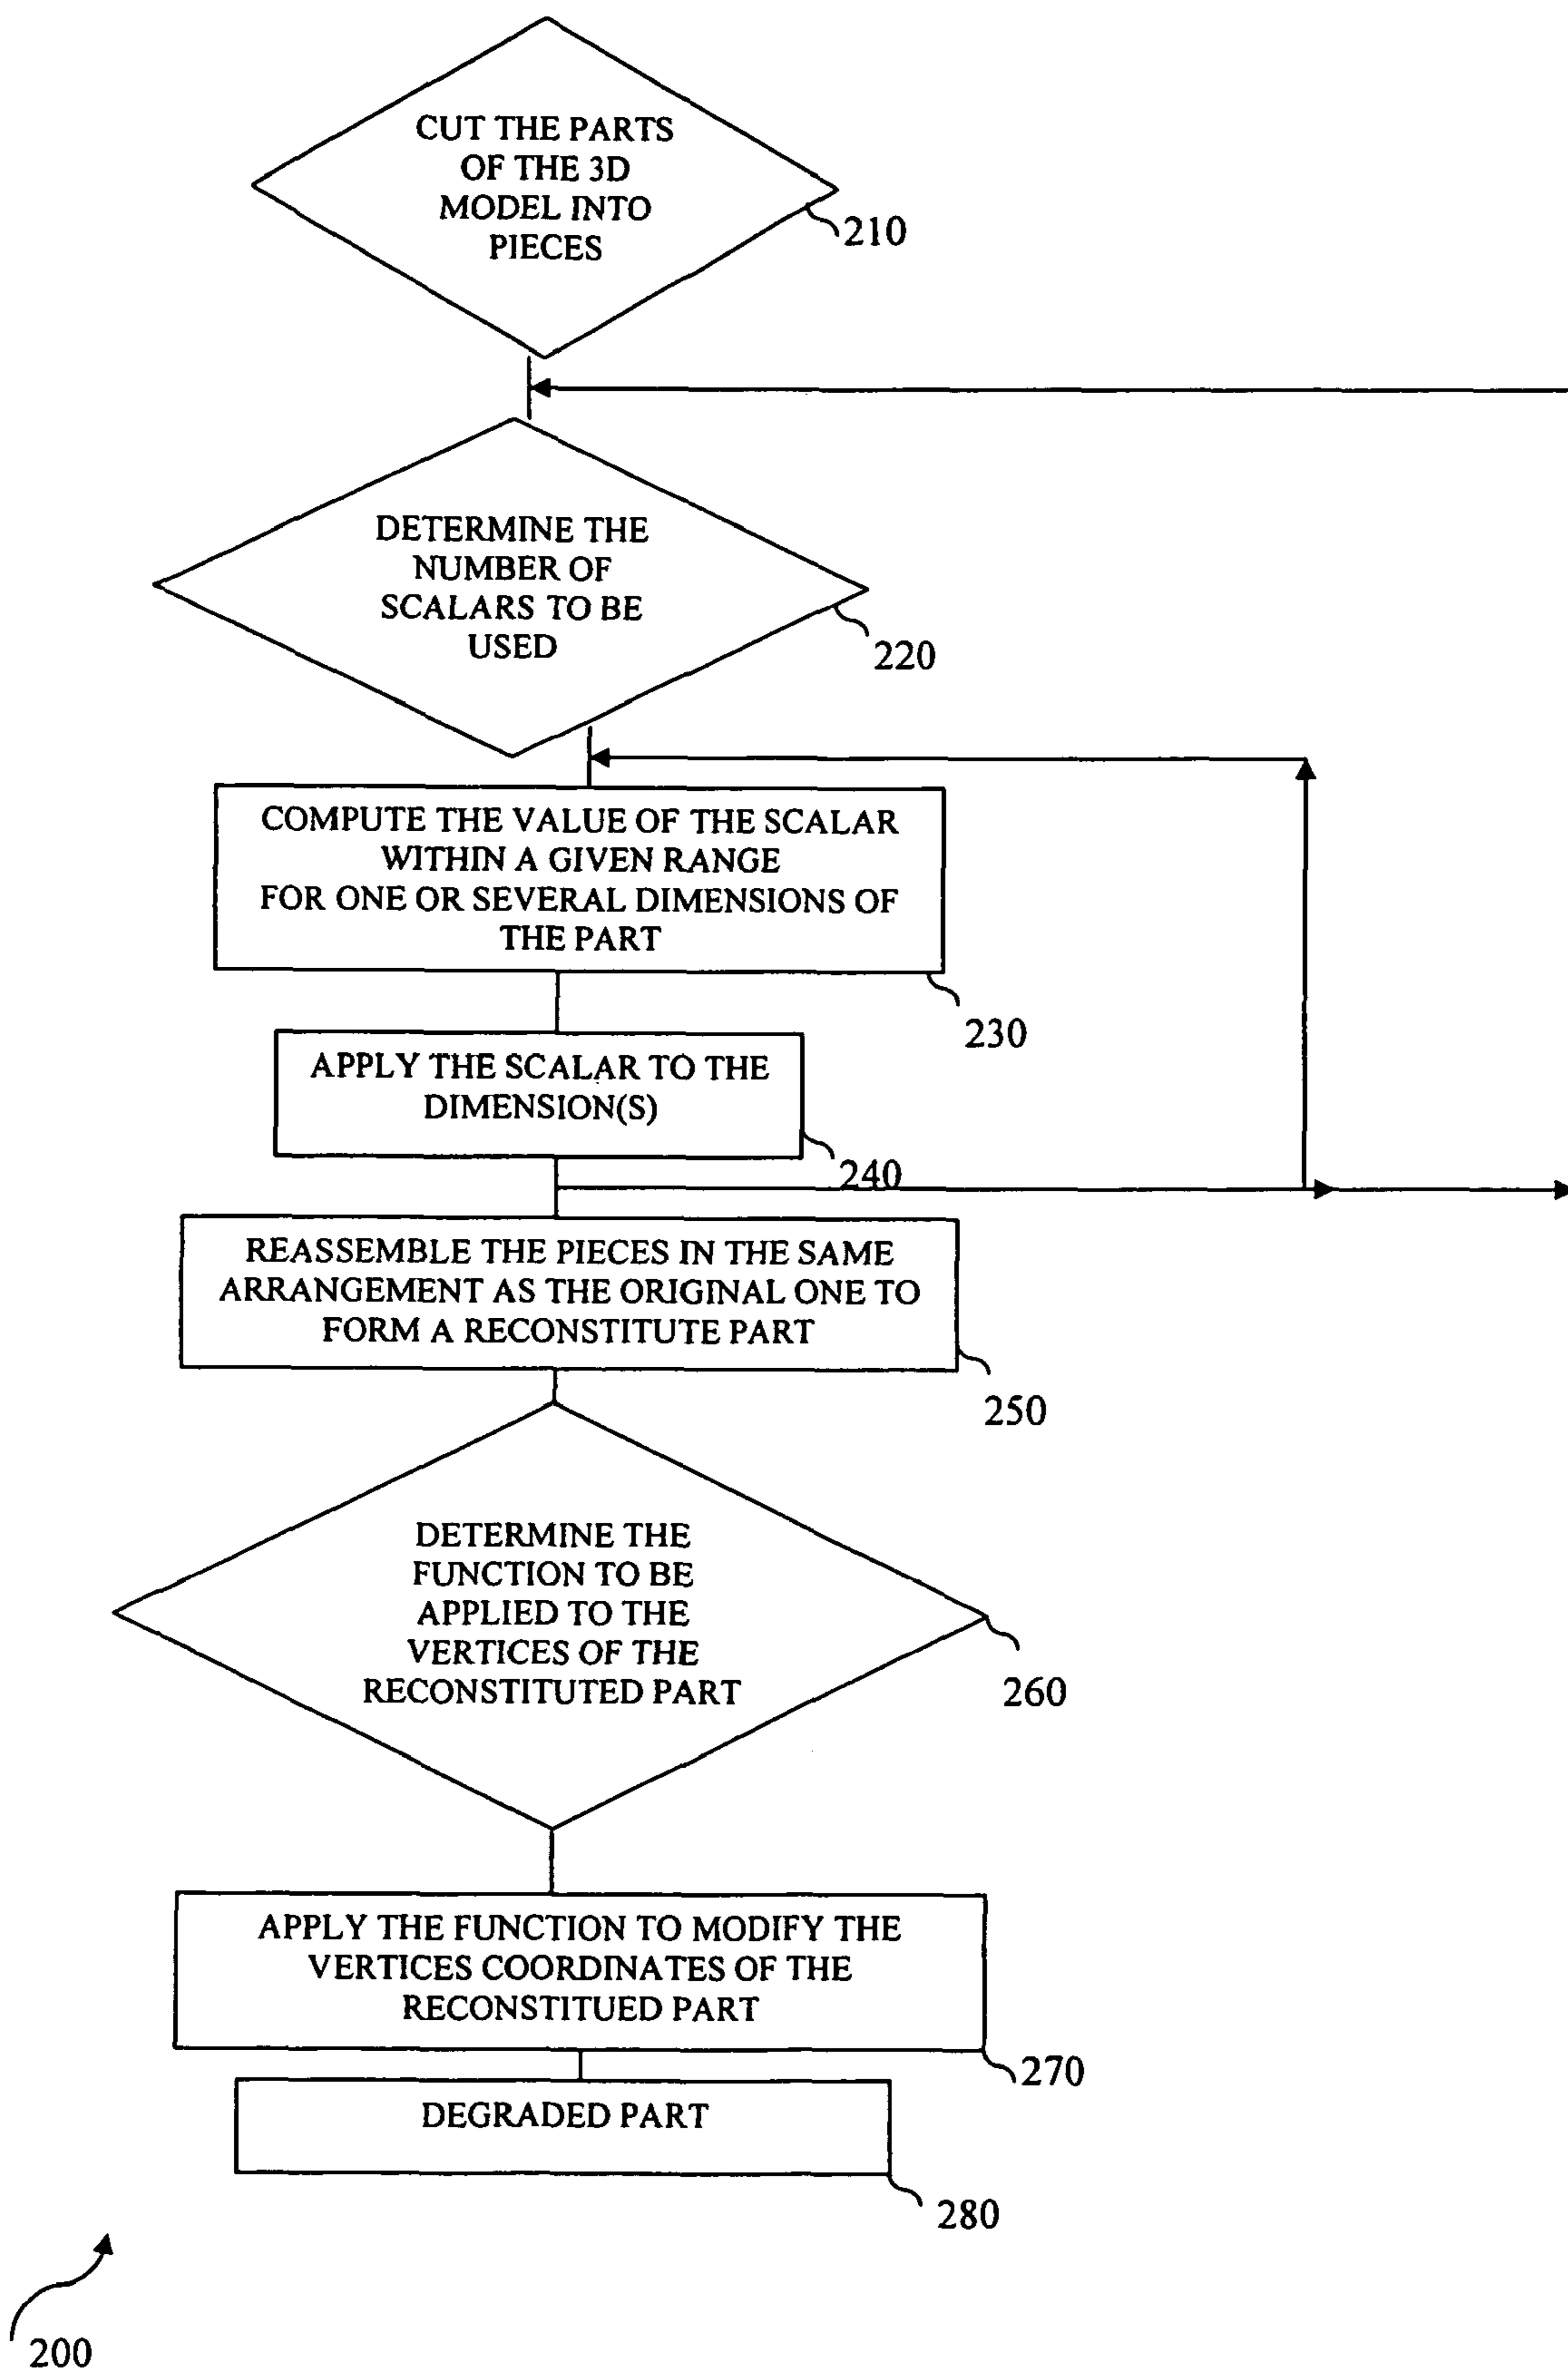 CUT THE PARTS
OF THE 3D
MODEL INTO
PIECES
210
DETERMINE THE
NUMBER OF
SCALARS TO BE
USED
220
COMPUTE THE VALUE OF THE SCALAR
WITHIN A GIVEN RANGE
FOR ONE OR SEVERAL DIMENSIONS OF
THE PART
230
APPLY THE SCALAR TO THE
DIMENSION(S)
240
REASSEMBLE THE PIECES IN THE SAME
ARRANGEMENT AS THE ORIGINAL ONE TO
FORM A RECONSTITUTE PART
250
DETERMINE THE
FUNCTION TO BE
APPLIED TO THE
VERTICES OF THE
RECONSTITUTED PART
260
APPLY THE FUNCTION TO MODIFY THE
VERTICES COORDINATES OF THE
RECONSTITUED PART
270
DEGRADED PART
280
200